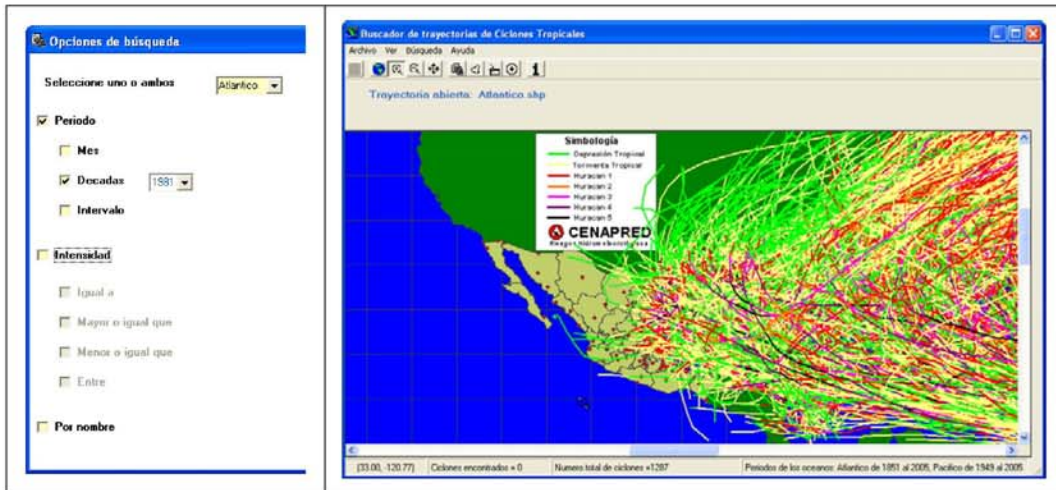 Opciones de búsqueda
Seleccione uno o ambos
Atlantico
Periodo
Mes
Decadas
1981
Intervalo
Intensidad
Igual a
Mayor o igual que
Menor o igual que
Entre
Por nombre
Buscador de trayectorias de Ciclones Tropicales
Archivo Ver Búsqueda Ayuda
Trayectoria abierta: Atlantico.shp
Simbología
Depresión Tropical
Tormenta Tropical
Huracan 1
Huracan 2
Huracan 3
Huracan 4
Huracan 5
CENAPRED
Riesgos Hidrometeorológicos
(33.00, -120.77) Ciclones encontrados = 0 Numero total de ciclones =1287 Periodos de los oceanos: Atlantico de 1851 al 2005, Pacifico de 1949 al 2005